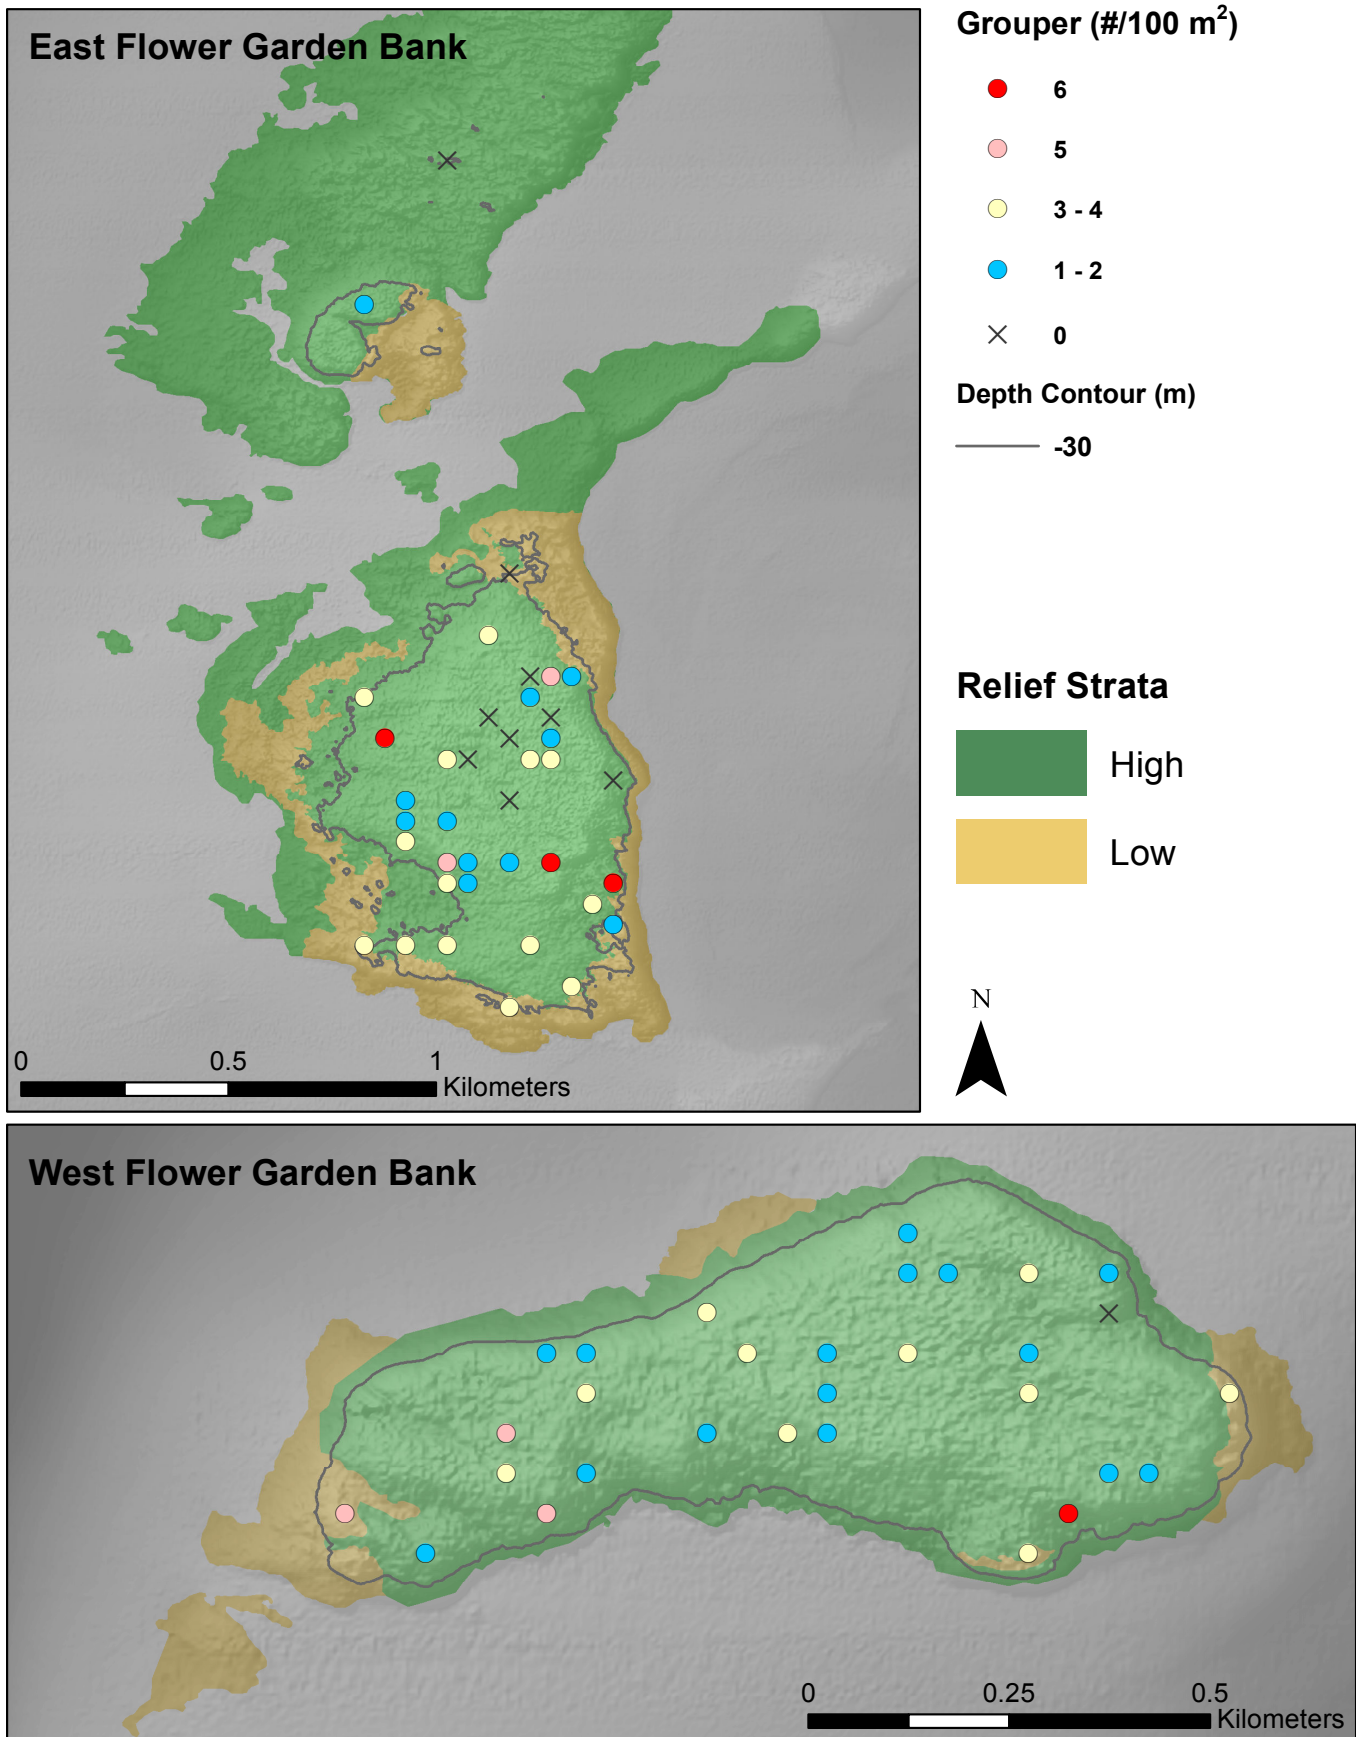 East Flower Garden Bank
0 0.5 1
Kilometers
Grouper (#/100 m²)
6
5
3 - 4
1 - 2
0
Depth Contour (m)
-30
Relief Strata
High
Low
N
West Flower Garden Bank
0 0.25 0.5
Kilometers